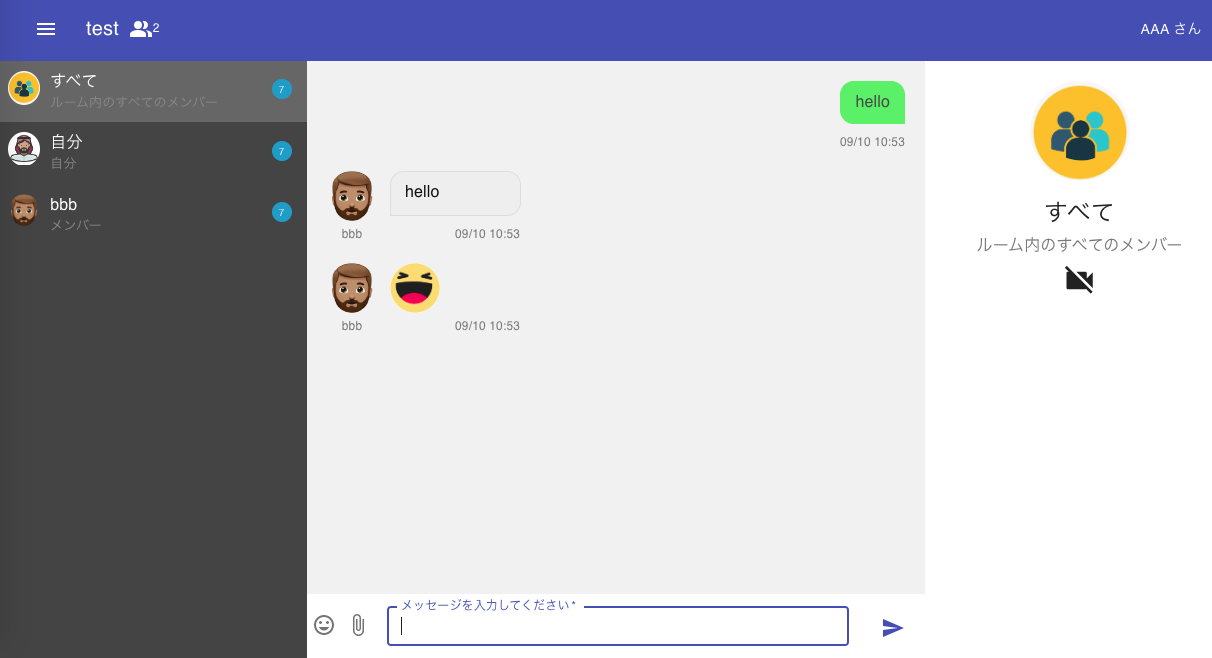 test 2
AAA さん
すべて
ルーム内のすべてのメンバー
7
自分
自分
7
bbb
メンバー
7
hello
09/10 10:53
hello
bbb
09/10 10:53
bbb
09/10 10:53
メッセージを入力してください *
すべて
ルーム内のすべてのメンバー